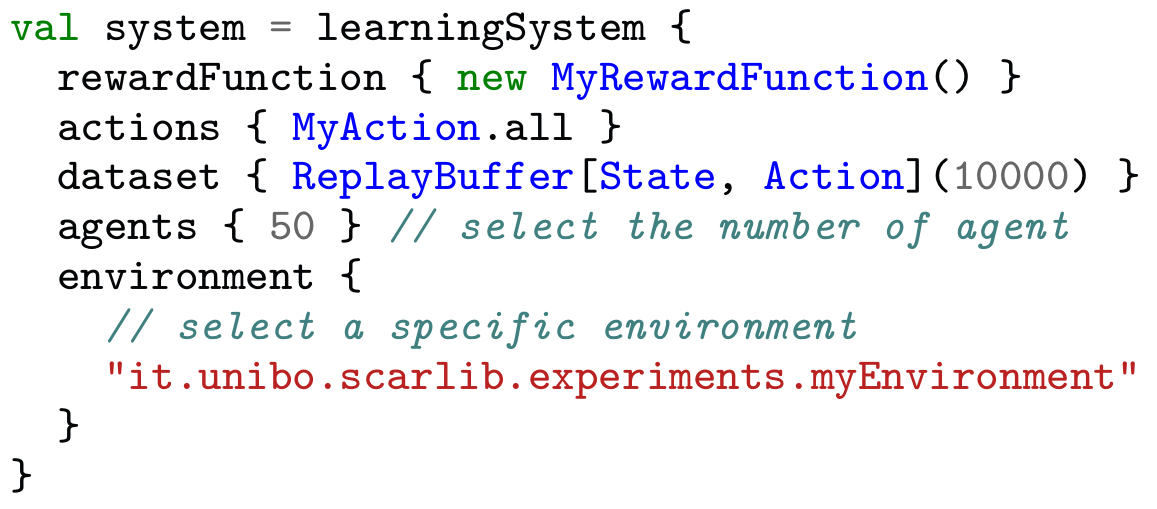 val system = learningSystem {
  rewardFunction { new MyRewardFunction() }
  actions { MyAction.all }
  dataset { ReplayBuffer[State, Action](10000) }
  agents { 50 } // select the number of agent
  environment {
    // select a specific environment
    "it.unibo.scarlib.experiments.myEnvironment"
  }
}